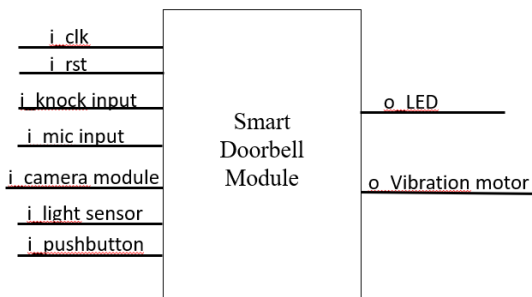 i_clk
i_rst
i_knock input
i_mic input
i_camera module
i_light sensor
i_pushbutton
Smart
Doorbell
Module
o_LED
o_Vibration motor